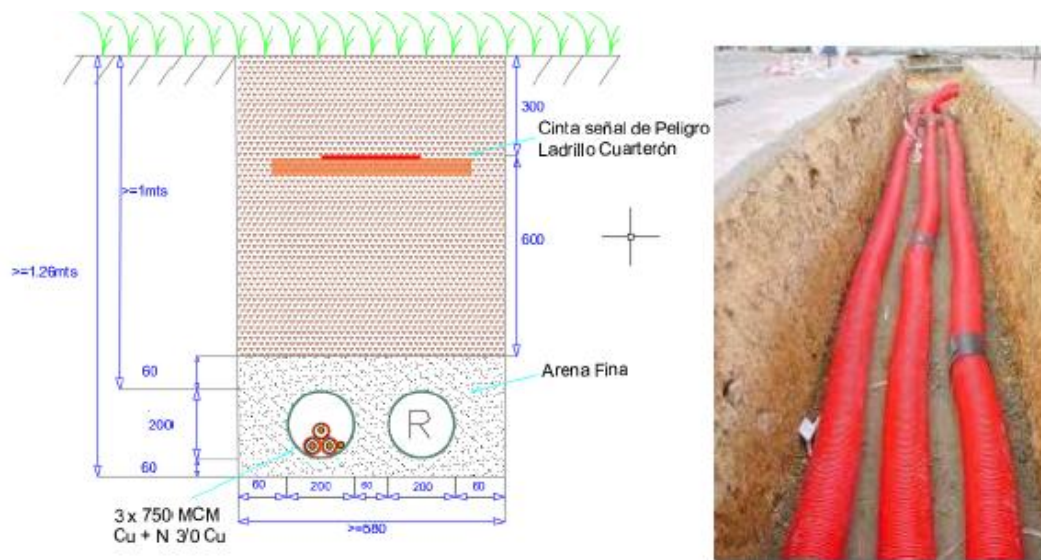 300
Cinta señal de Peligro
Ladrillo Cuarterón
>=1mts
600
>=1.26mts
60
Arena Fina
200
R
60
60
200
60
200
60
>=580
3 x 750 MCM
Cu + N 3/0 Cu